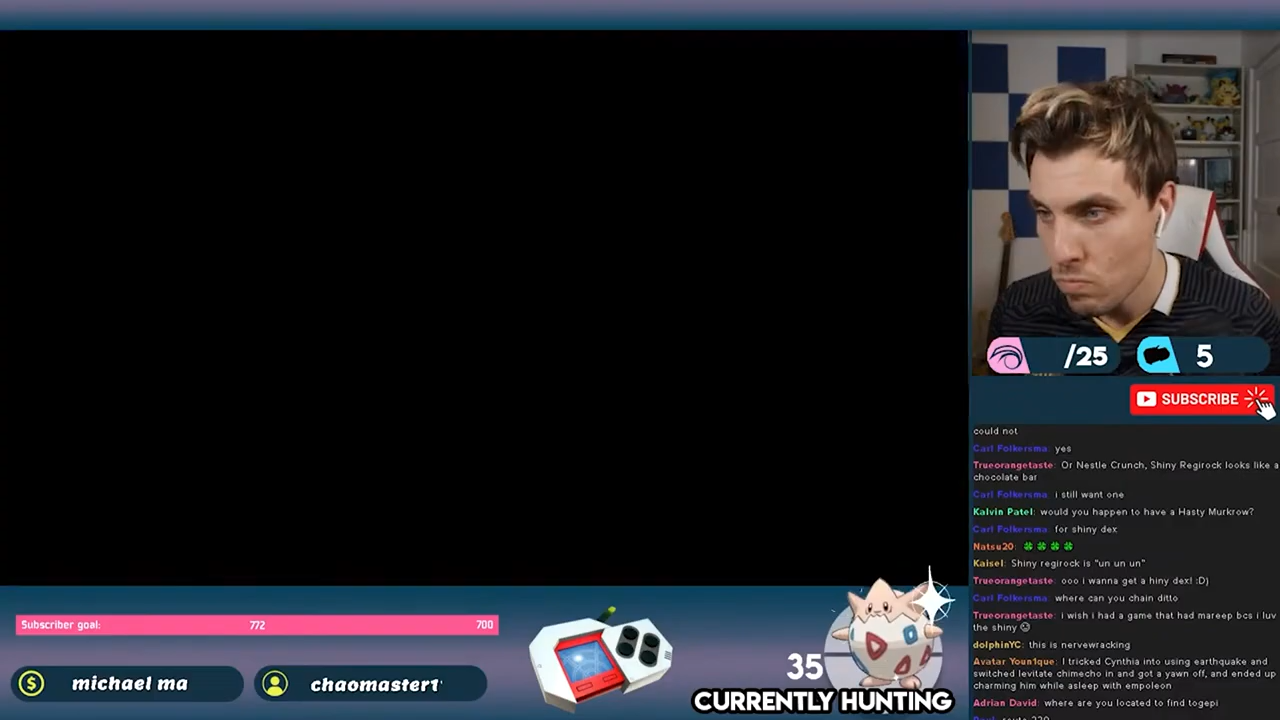 /25
5
SUBSCRIBE
could not
Carl Folkersma: yes
Trueorangetaste: Or Nestle Crunch, Shiny Regirock looks like a
chocolate bar
Carl Folkersma: i still want one
Kalvin Patel: would you happen to have a Hasty Murkrow?
Carl Folkersma: for shiny dex
Natsu20:
Kaisel: Shiny regirock is "un un un"
Trueorangetaste: ooo i wanna get a hiny dex! :D)
Carl Folkersma: where can you chain ditto
Trueorangetaste: i wish i had a game that had mareep bcs i luv
the shiny
dolphinYC: this is nervewracking
Avatar Youn1que: I tricked Cynthia into using earthquake and
switched levitate chimecho in and got a yawn off, and ended up
charming him while asleep with empoleon
Adrian David: where are you located to find togepi
Subscriber goal: 772 700
michael ma
chaomaster1
35
CURRENTLY HUNTING